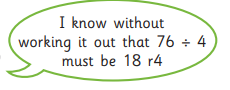 I know without
working it out that 76 ÷ 4
must be 18 r4